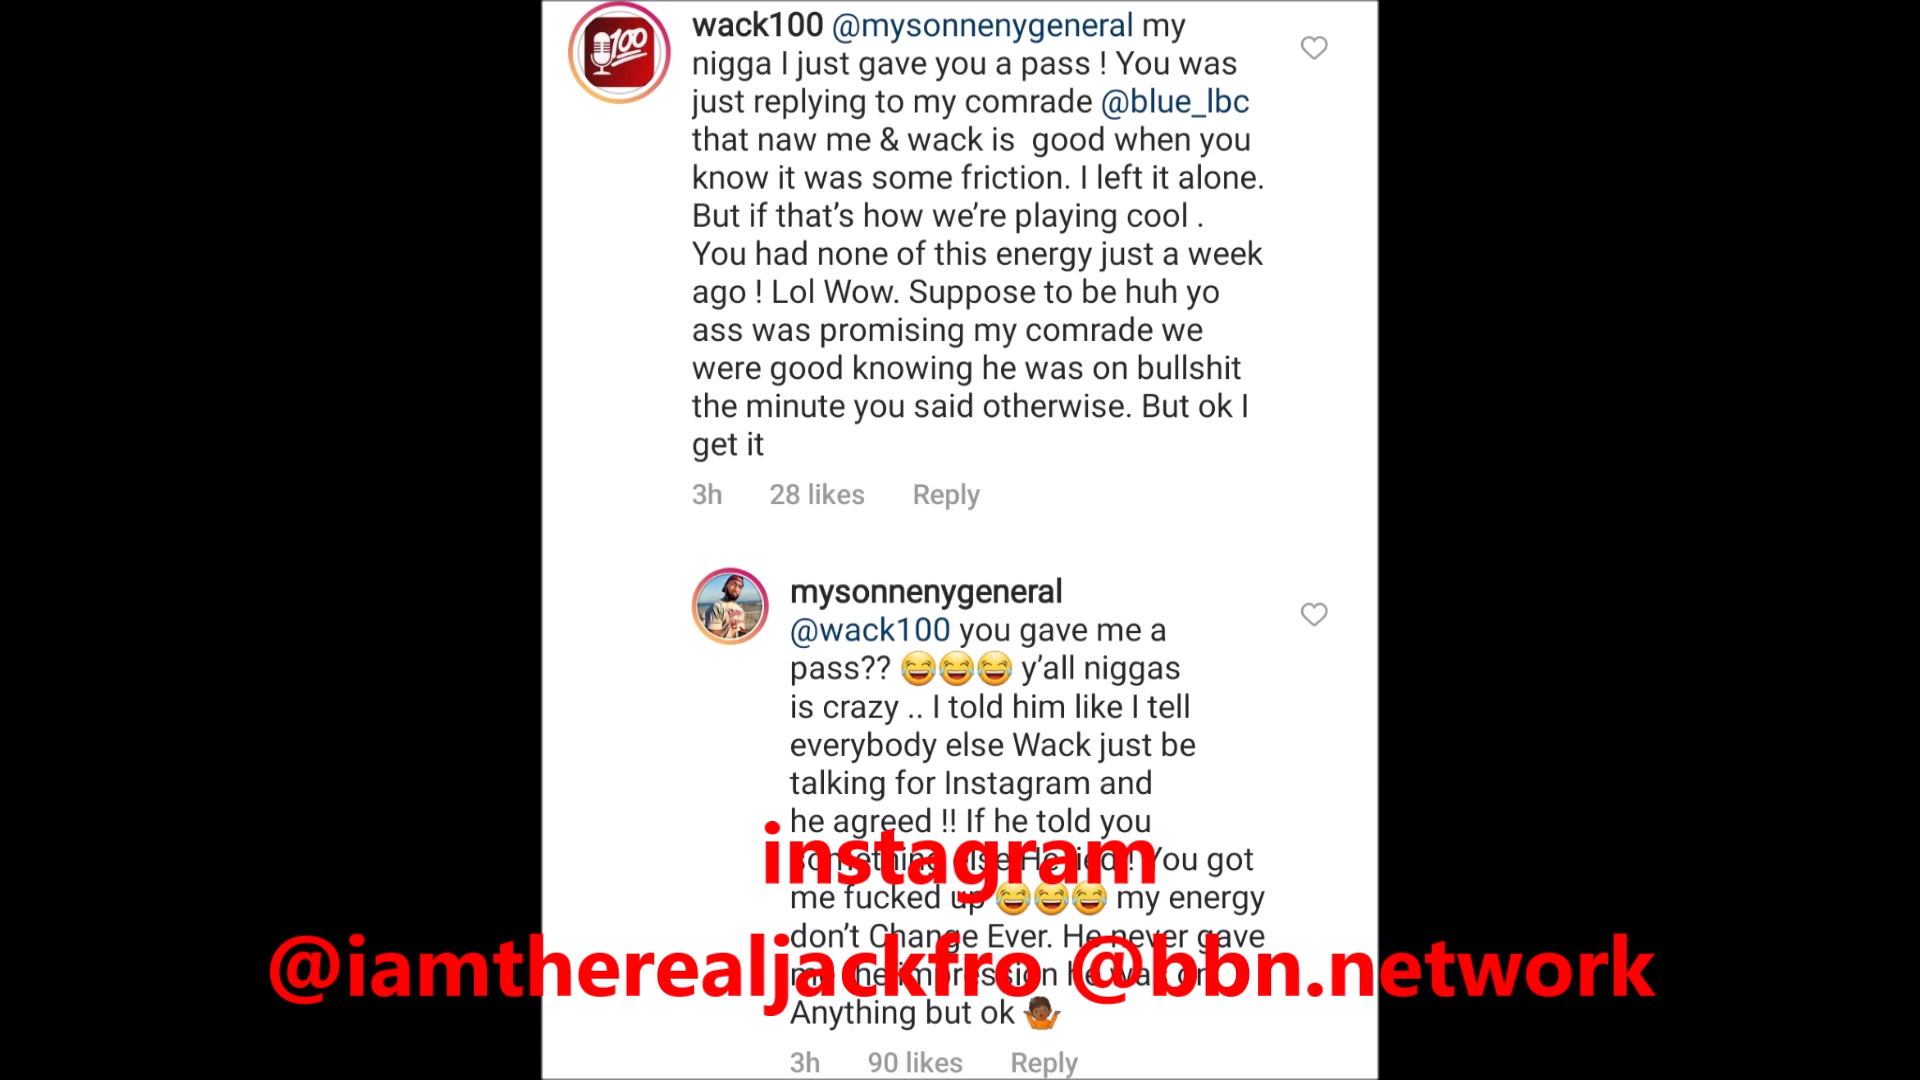 100
wack100 @mysonnenygeneral my
nigga I just gave you a pass ! You was
just replying to my comrade @blue_lbc
that naw me & wack is good when you
know it was some friction. I left it alone.
But if that’s how we’re playing cool .
You had none of this energy just a week
ago ! Lol Wow. Suppose to be huh yo
ass was promising my comrade we
were good knowing he was on bullshit
the minute you said otherwise. But ok I
get it
3h 28 likes Reply
mysonnenygeneral
@wack100 you gave me a
pass?? 😂😂😂 y’all niggas
is crazy .. I told him like I tell
everybody else Wack just be
talking for Instagram and
he agreed !! If he told you
something else He lied!! You got
instagram
me fucked up 😂😂😂 my energy
don’t Change Ever. He never gave
@iamtherealjackfro @bbn.network
me the impression he was on
Anything but ok 🤷🏾
3h 90 likes Reply